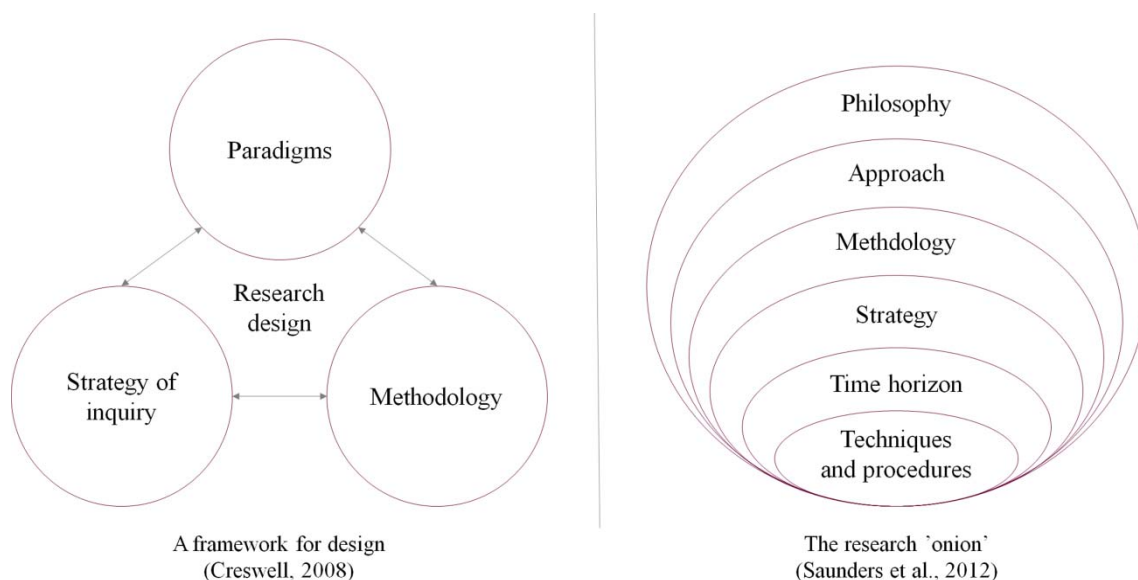 Paradigms
Research
design
Strategy of
inquiry
Methodology
A framework for design
(Creswell, 2008)
Philosophy
Approach
Methdology
Strategy
Time horizon
Techniques
and procedures
The research 'onion'
(Saunders et al., 2012)